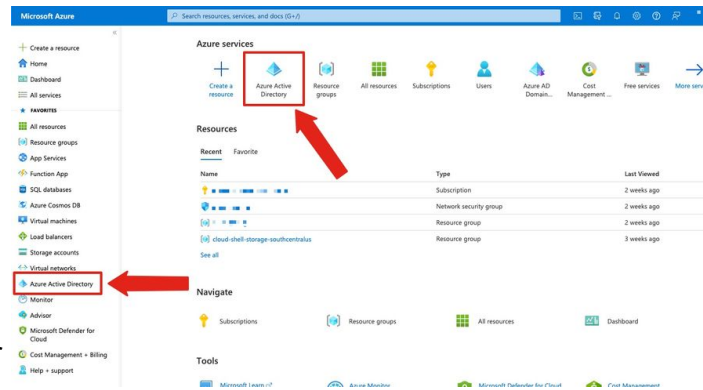 Microsoft Azure
Search resources, services, and docs (G+/)
Create a resource
Home
Dashboard
All services
FAVORITES
All resources
Resource groups
App Services
Function App
SQL databases
Azure Cosmos DB
Virtual machines
Load balancers
Storage accounts
Virtual networks
Azure Active Directory
Monitor
Advisor
Microsoft Defender for
Cloud
Cost Management + Billing
Help + support
Azure services
Create a
resource
Azure Active
Directory
Resource
groups
All resources
Subscriptions
Users
Azure AD
Domain...
Cost
Management ...
Free services
More serv
Resources
Recent Favorite
Name Type Last Viewed
Subscription 2 weeks ago
Network security group 2 weeks ago
Resource group 2 weeks ago
cloud-shell-storage-southcentralus Resource group 3 weeks ago
See all
Navigate
Subscriptions Resource groups All resources Dashboard
Tools
Microsoft Learn Azure Monitor Microsoft Defender for Cloud Cost Management